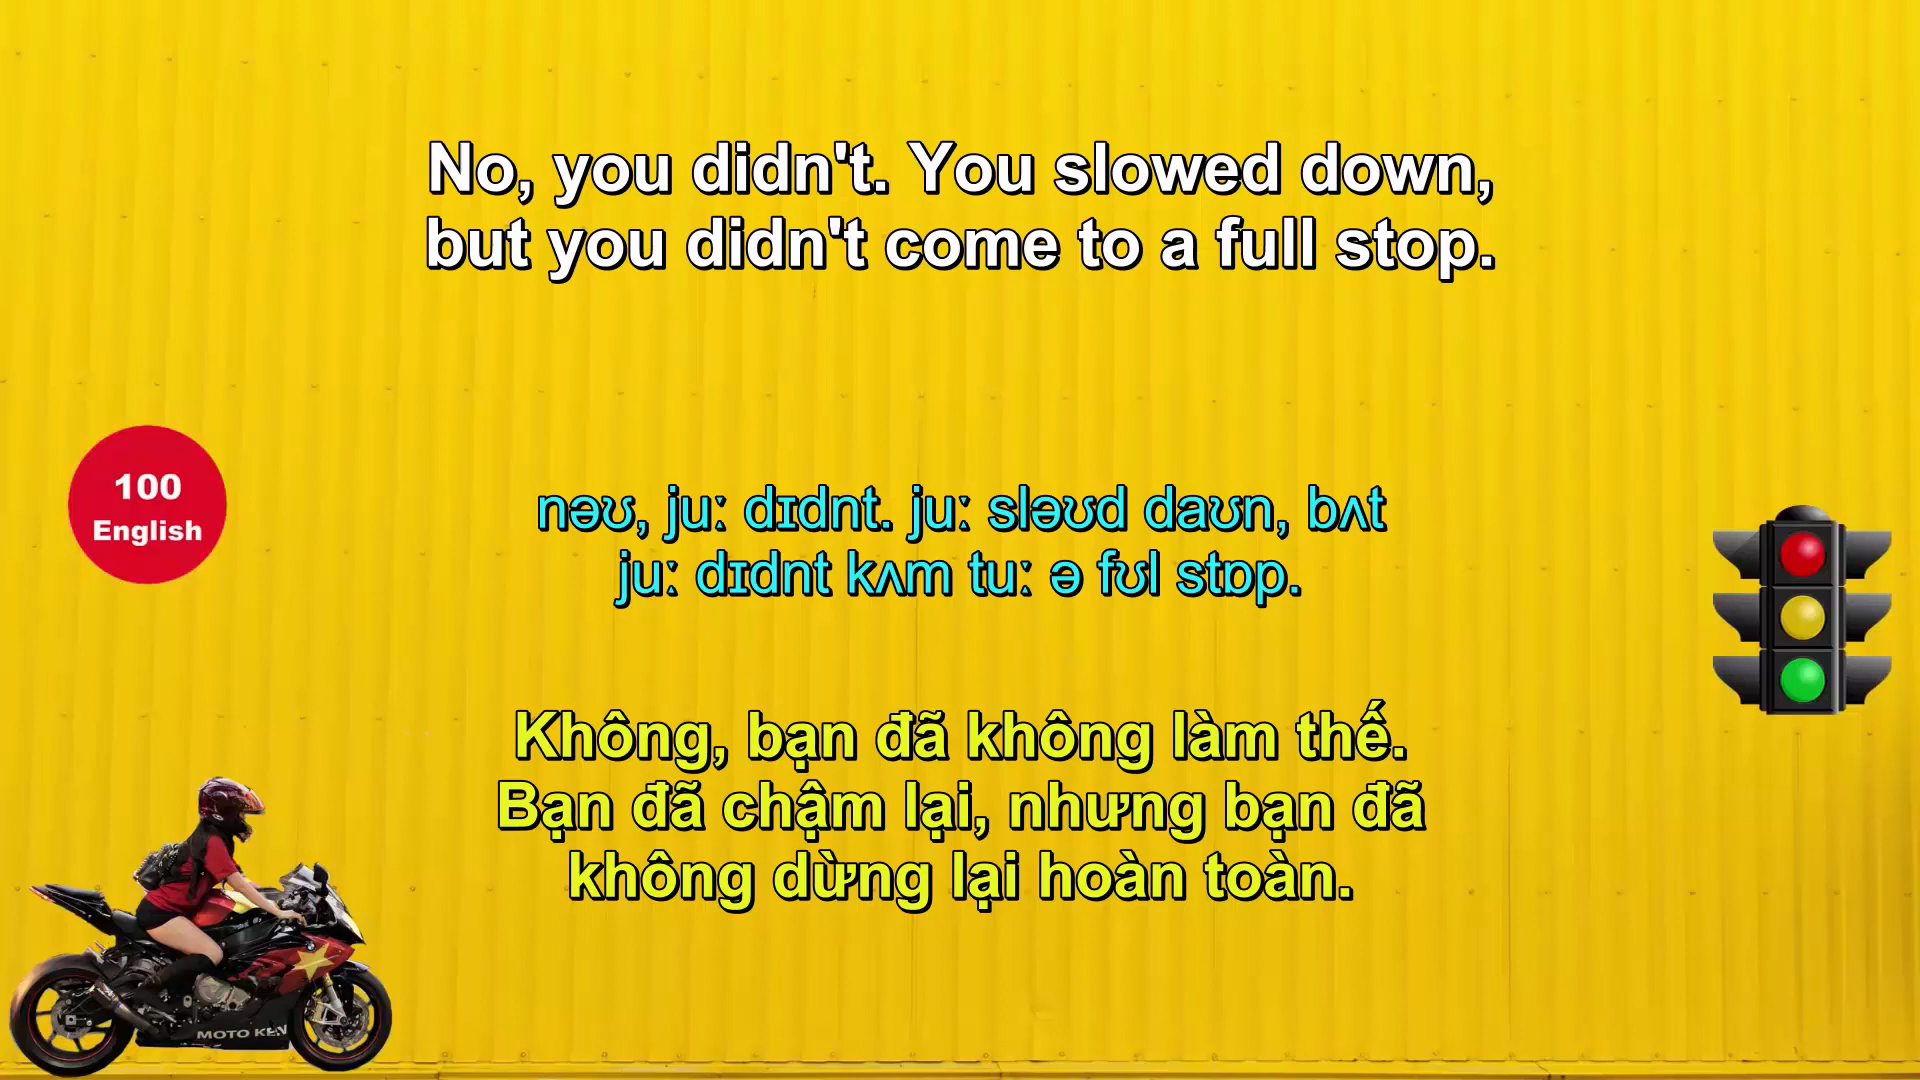 No, you didn't. You slowed down,
but you didn't come to a full stop.
100
English
nəʊ, juː dɪdnt. juː sləʊd daʊn, bʌt
juː dɪdnt kʌm tuː ə fʊl stɒp.
Không, bạn đã không làm thế.
Bạn đã chậm lại, nhưng bạn đã
không dừng lại hoàn toàn.
MOTO KEN